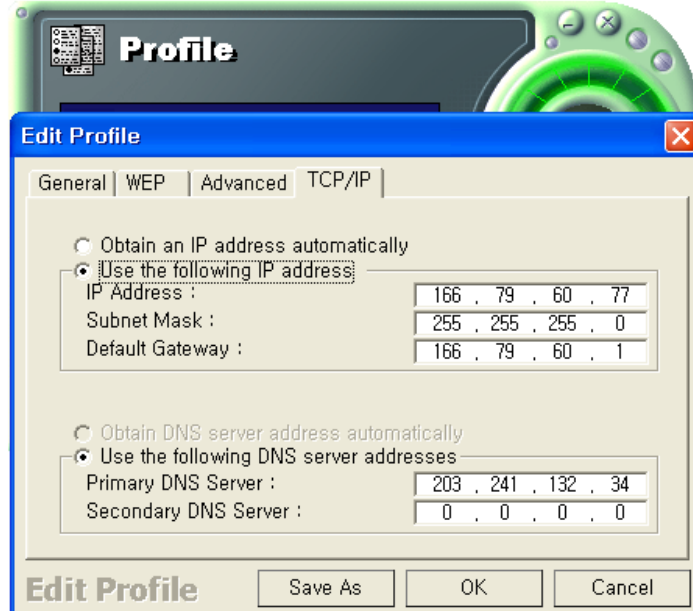 Profile
Edit Profile
General WEP Advanced TCP/IP
Obtain an IP address automatically
Use the following IP address
IP Address : 166 . 79 . 60 . 77
Subnet Mask : 255 . 255 . 255 . 0
Default Gateway : 166 . 79 . 60 . 1
Obtain DNS server address automatically
Use the following DNS server addresses
Primary DNS Server : 203 . 241 . 132 . 34
Secondary DNS Server : 0 . 0 . 0 . 0
Edit Profile Save As OK Cancel